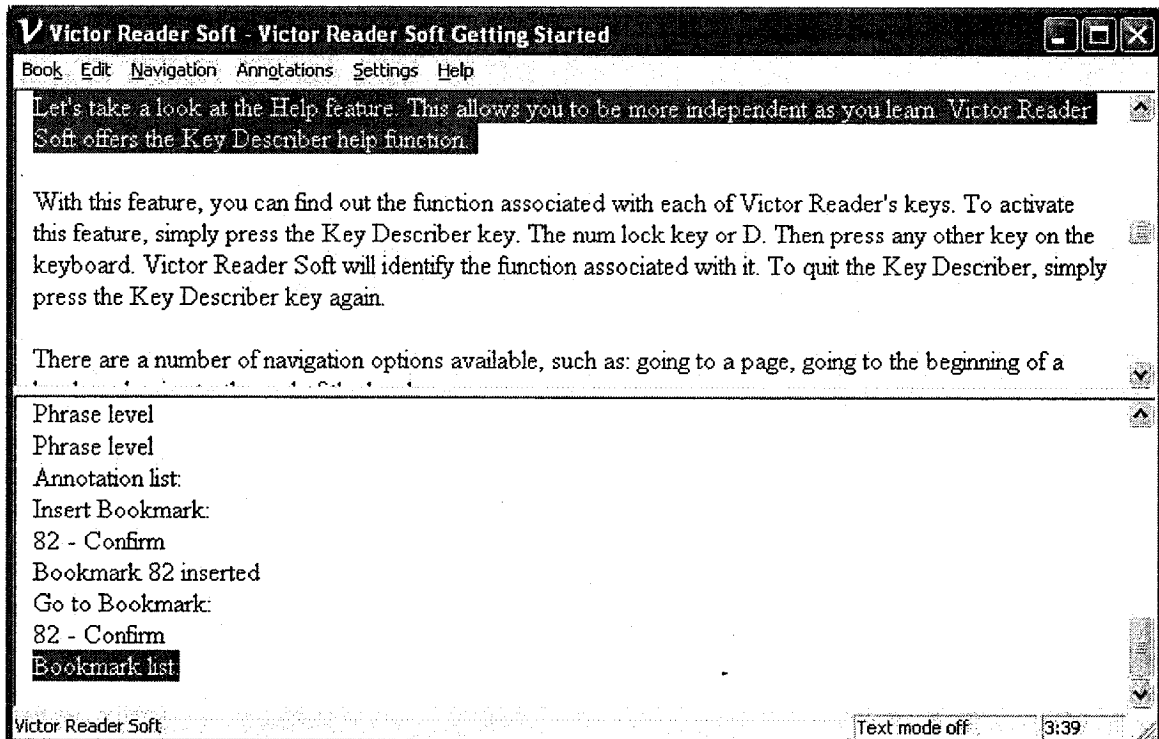 Victor Reader Soft - Victor Reader Soft Getting Started
Book Edit Navigation Annotations Settings Help
Let's take a look at the Help feature. This allows you to be more independent as you learn. Victor Reader
Soft offers the Key Describer help function.
With this feature, you can find out the function associated with each of Victor Reader's keys. To activate
this feature, simply press the Key Describer key. The num lock key or D. Then press any other key on the
keyboard. Victor Reader Soft will identify the function associated with it. To quit the Key Describer, simply
press the Key Describer key again.
There are a number of navigation options available, such as: going to a page, going to the beginning of a
Phrase level
Phrase level
Annotation list:
Insert Bookmark:
82 - Confirm
Bookmark 82 inserted
Go to Bookmark:
82 - Confirm
Bookmark list
Victor Reader Soft Text mode off 3:39